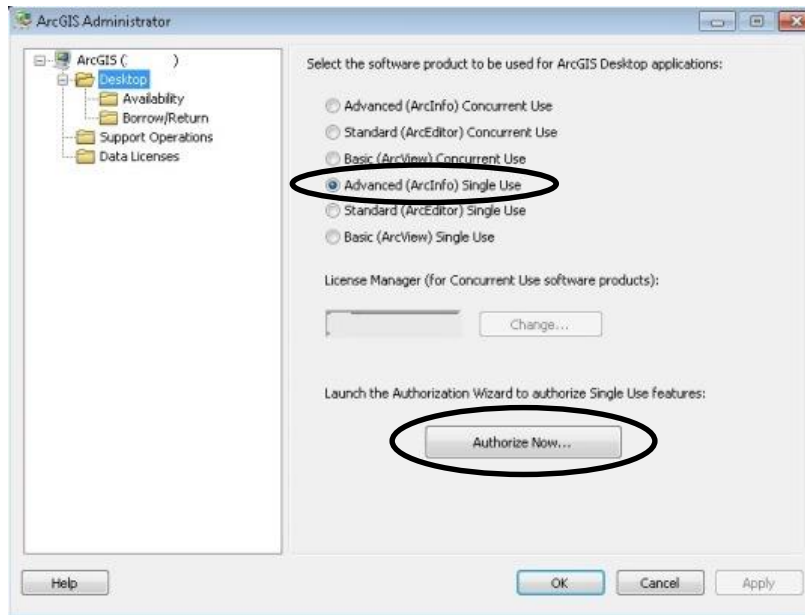 ArcGIS Administrator
ArcGIS ( )
Desktop
Availability
Borrow/Return
Support Operations
Data Licenses
Select the software product to be used for ArcGIS Desktop applications:
Advanced (ArcInfo) Concurrent Use
Standard (ArcEditor) Concurrent Use
Basic (ArcView) Concurrent Use
Advanced (ArcInfo) Single Use
Standard (ArcEditor) Single Use
Basic (ArcView) Single Use
License Manager (for Concurrent Use software products):
Change...
Launch the Authorization Wizard to authorize Single Use features:
Authorize Now...
Help
OK
Cancel
Apply